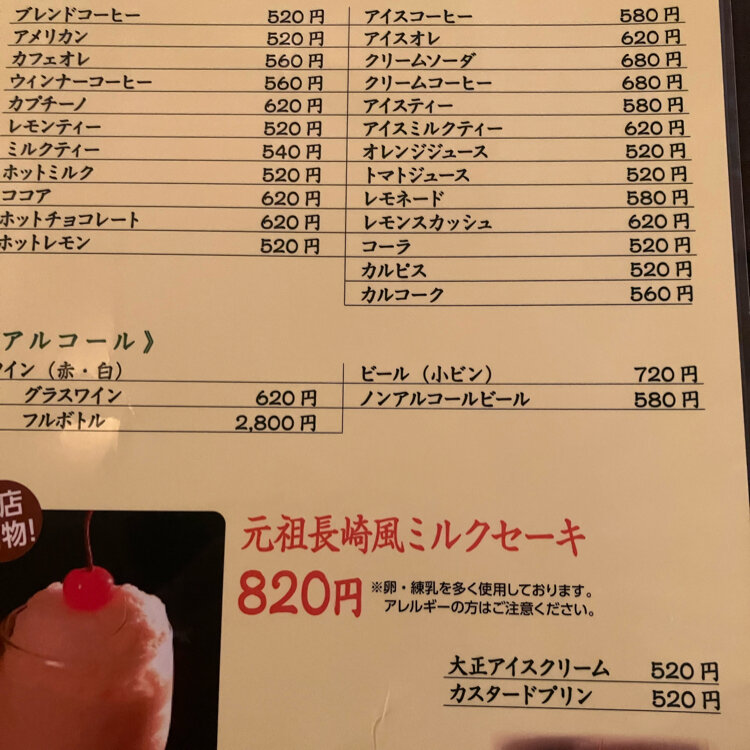 ブレンドコーヒー 520円
アメリカン 520円
カフェオレ 560円
ウィンナーコーヒー 560円
カプチーノ 620円
レモンティー 520円
ミルクティー 540円
ホットミルク 520円
ココア 620円
ホットチョコレート 620円
ホットレモン 520円
アイスコーヒー 580円
アイスオレ 620円
クリームソーダ 680円
クリームコーヒー 680円
アイスティー 580円
アイスミルクティー 620円
オレンジジュース 520円
トマトジュース 520円
レモネード 580円
レモンスカッシュ 620円
コーラ 520円
カルピス 520円
カルコーク 560円
アルコール》
ワイン（赤・白）
グラスワイン 620円
フルボトル 2,800円
ビール（小ビン） 720円
ノンアルコールビール 580円
店
物!
元祖長崎風ミルクセーキ
820円
※卵・練乳を多く使用しております。
アレルギーの方はご注意ください。
大正アイスクリーム 520円
カスタードプリン 520円